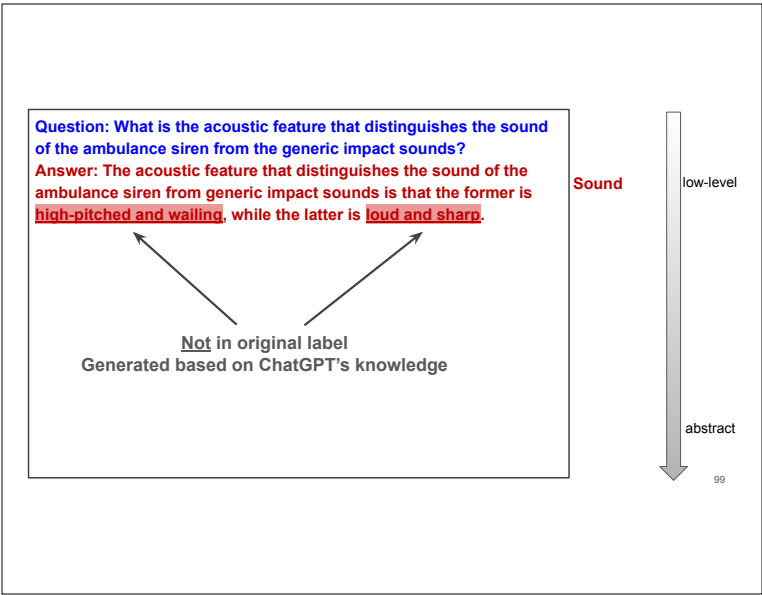 Question: What is the acoustic feature that distinguishes the sound
of the ambulance siren from the generic impact sounds?
Answer: The acoustic feature that distinguishes the sound of the
ambulance siren from generic impact sounds is that the former is
high-pitched and wailing, while the latter is loud and sharp.
Sound
low-level
Not in original label
Generated based on ChatGPT's knowledge
abstract
99